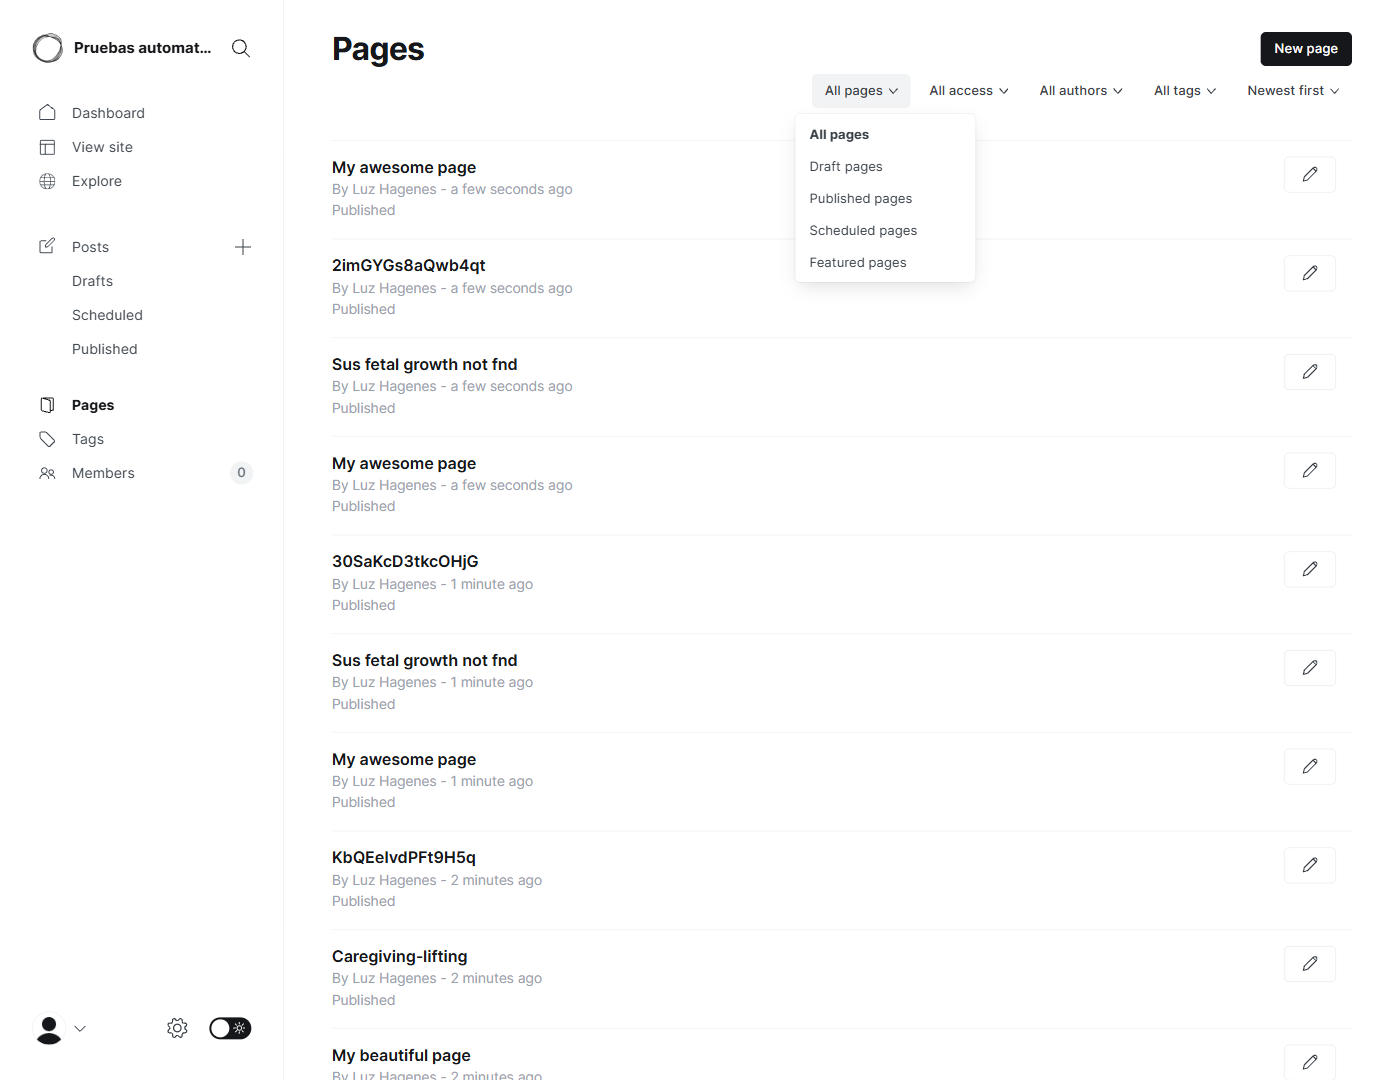 Pruebas automat...
Dashboard
View site
Explore
Posts
Drafts
Scheduled
Published
Pages
Tags
Members
0
Pages
New page
All pages
All access
All authors
All tags
Newest first
All pages
Draft pages
Published pages
Scheduled pages
Featured pages
My awesome page
By Luz Hagenes - a few seconds ago
Published
2imGYGs8aQwb4qt
By Luz Hagenes - a few seconds ago
Published
Sus fetal growth not fnd
By Luz Hagenes - a few seconds ago
Published
My awesome page
By Luz Hagenes - a few seconds ago
Published
30SaKcD3tkcOHjG
By Luz Hagenes - 1 minute ago
Published
Sus fetal growth not fnd
By Luz Hagenes - 1 minute ago
Published
My awesome page
By Luz Hagenes - 1 minute ago
Published
KbQEeIvdPFt9H5q
By Luz Hagenes - 2 minutes ago
Published
Caregiving-lifting
By Luz Hagenes - 2 minutes ago
Published
My beautiful page
By Luz Hagenes - 2 minutes ago